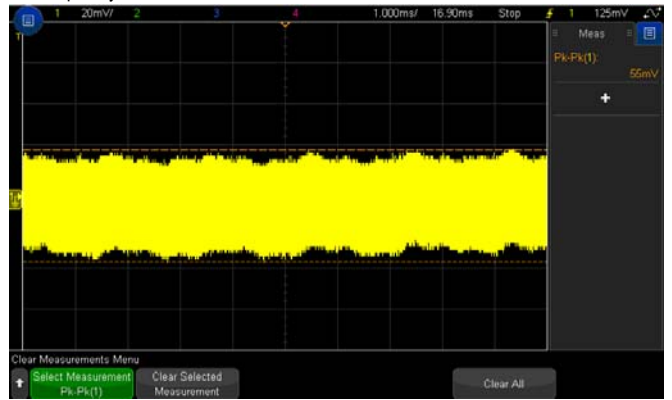 1 20mV/ 2 3 4 1.000ms/ 16.90ms Stop 1 125mV
T
Meas
Pk-Pk(1):
55mV
+
Clear Measurements Menu
Select Measurement Clear Selected Clear All
Pk-Pk(1) Measurement